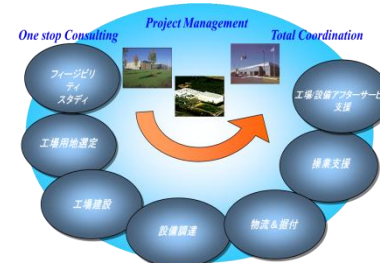 Project Management
One stop Consulting
Total Coordination
フィージビリ
ティ
スタディ
工場用地選定
工場建設
設備調達
物流＆据付
操業支援
工場/設備アフターサービス
支援